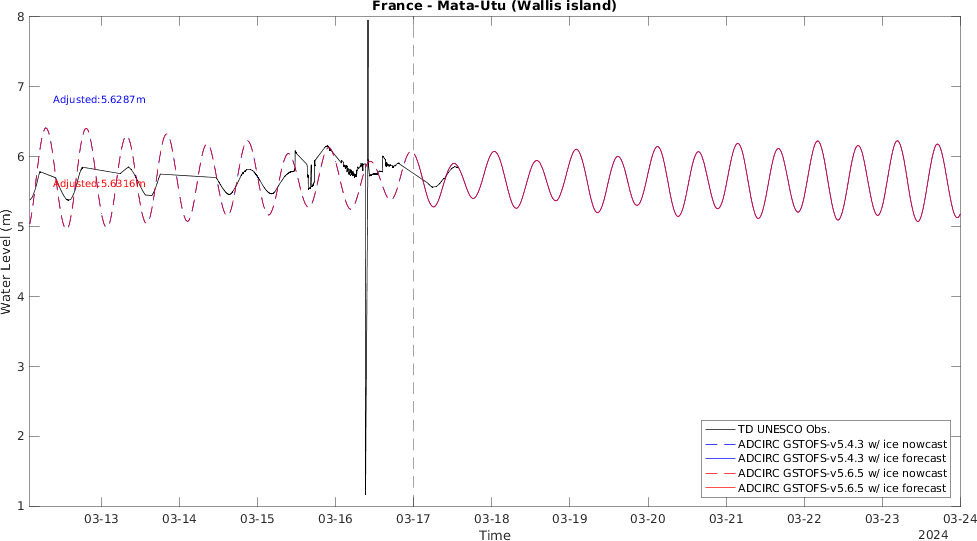 France - Mata-Utu (Wallis island)
8
7
6
5
4
3
2
1
Water Level (m)
Adjusted:5.6287m
Adjusted:5.6316m
TD UNESCO Obs.
ADCIRC GSTOFS-v5.4.3 w/ ice nowcast
ADCIRC GSTOFS-v5.4.3 w/ ice forecast
ADCIRC GSTOFS-v5.6.5 w/ ice nowcast
ADCIRC GSTOFS-v5.6.5 w/ ice forecast
03-13 03-14 03-15 03-16 03-17 03-18 03-19 03-20 03-21 03-22 03-23 03-24
Time
2024